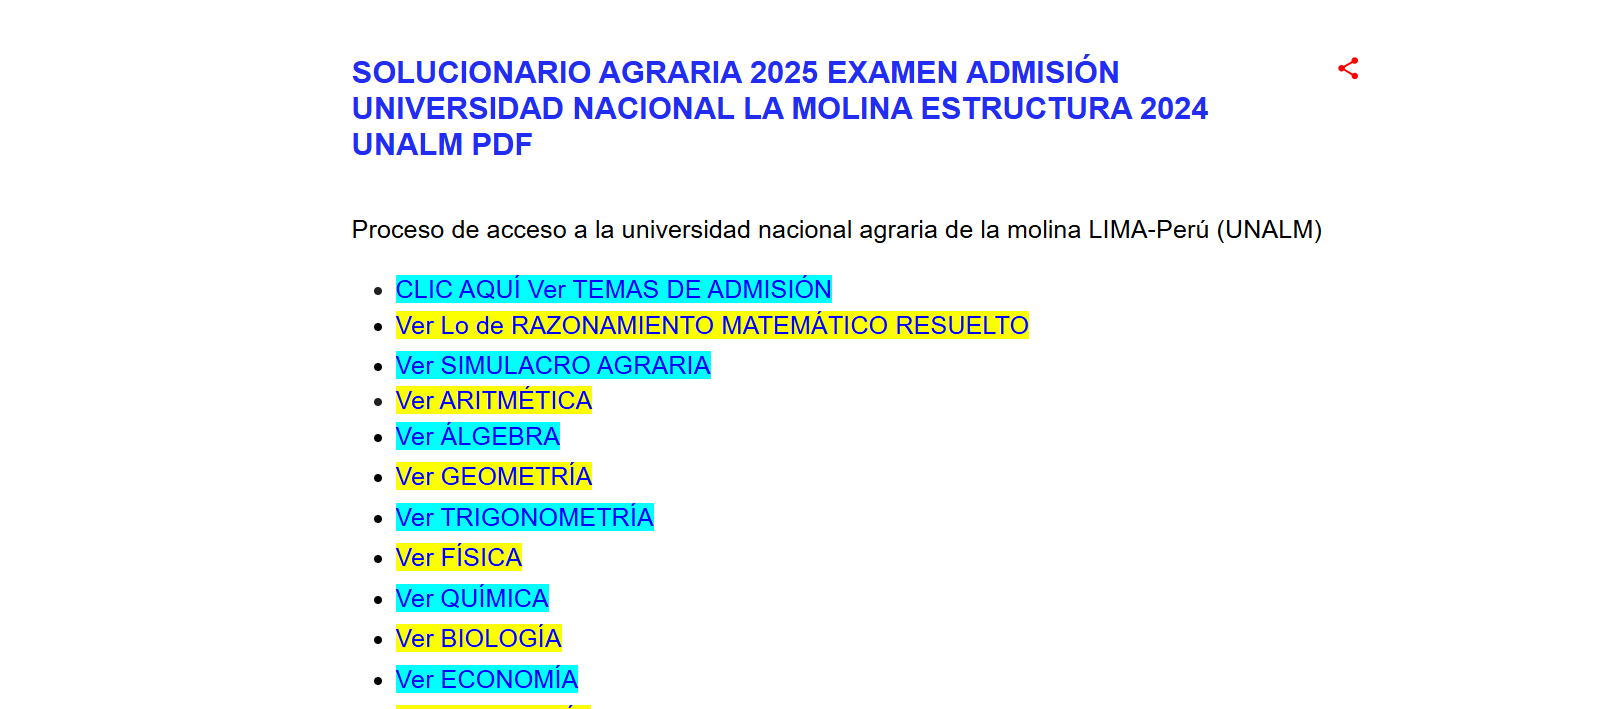 SOLUCIONARIO AGRARIA 2025 EXAMEN ADMISIÓN
UNIVERSIDAD NACIONAL LA MOLINA ESTRUCTURA 2024
UNALM PDF
Proceso de acceso a la universidad nacional agraria de la molina LIMA-Perú (UNALM)
CLIC AQUÍ Ver TEMAS DE ADMISIÓN
Ver Lo de RAZONAMIENTO MATEMÁTICO RESUELTO
Ver SIMULACRO AGRARIA
Ver ARITMÉTICA
Ver ÁLGEBRA
Ver GEOMETRÍA
Ver TRIGONOMETRÍA
Ver FÍSICA
Ver QUÍMICA
Ver BIOLOGÍA
Ver ECONOMÍA